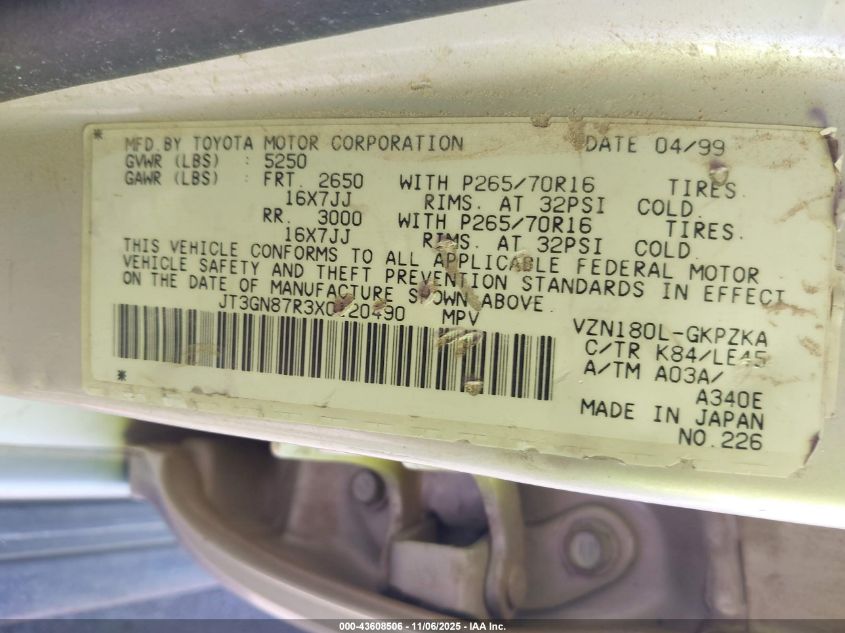 MFD.BY TOYOTA MOTOR CORPORATION DATE 04/99
GVWR (LBS) : 5250
GAWR (LBS) : FRT. 2650 WITH P265/70R16 TIRES.
16X7JJ RIMS. AT 32PSI COLD.
RR. 3000 WITH P265/70R16 TIRES.
16X7JJ RIMS. AT 32PSI COLD.
THIS VEHICLE CONFORMS TO ALL APPLICABLE FEDERAL MOTOR
VEHICLE SAFETY AND THEFT PREVENTION STANDARDS IN EFFECT
ON THE DATE OF MANUFACTURE SHOWN ABOVE.
JT3GN87R3X0120490 MPV
VZN180L-GKPZKA
C/TR K84/LE45
A/TM A03A/
A340E
MADE IN JAPAN
NO.226
000-43608506 - 11/06/2025 - IAA Inc.